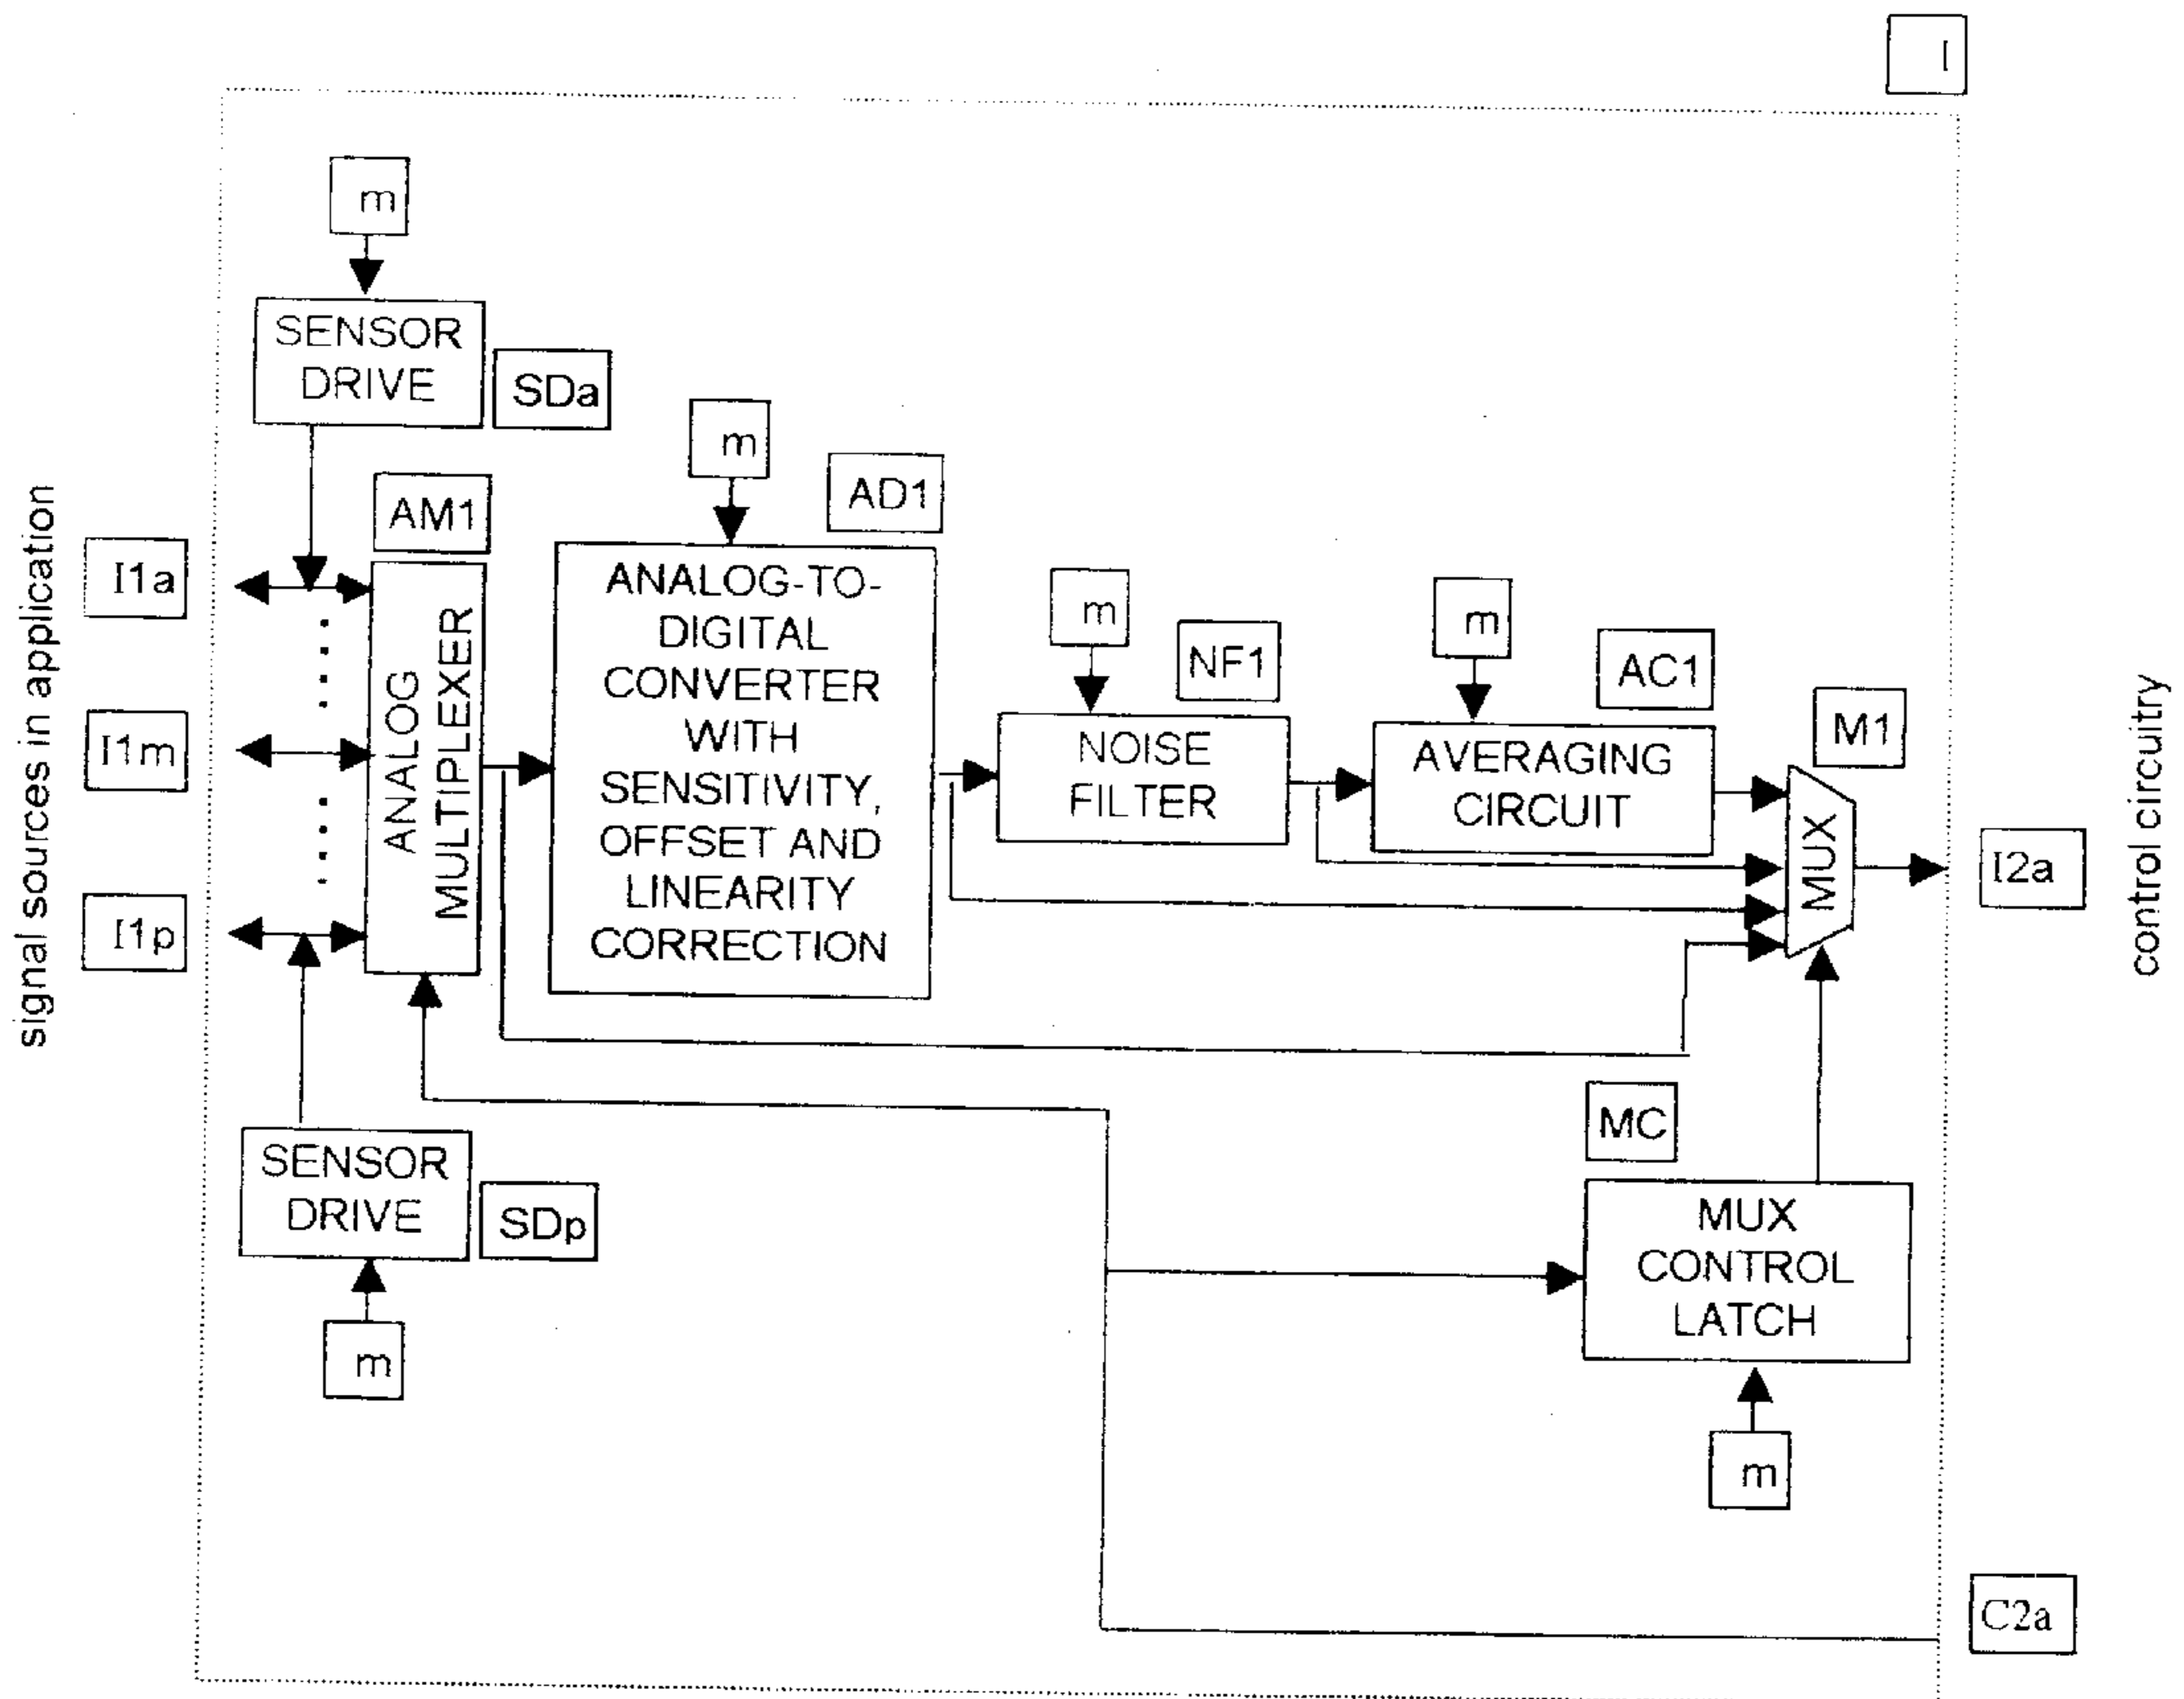 I
m
SENSOR
DRIVE
SDa
m
AD1
AM1
signal sources in application
I1a
I1m
I1p
ANALOG
MULTIPLEXER
ANALOG-TO-
DIGITAL
CONVERTER
WITH
SENSITIVITY,
OFFSET AND
LINEARITY
CORRECTION
m
NF1
NOISE
FILTER
m
AC1
AVERAGING
CIRCUIT
M1
MUX
I2a
control circuitry
SENSOR
DRIVE
SDp
m
MC
MUX
CONTROL
LATCH
m
C2a